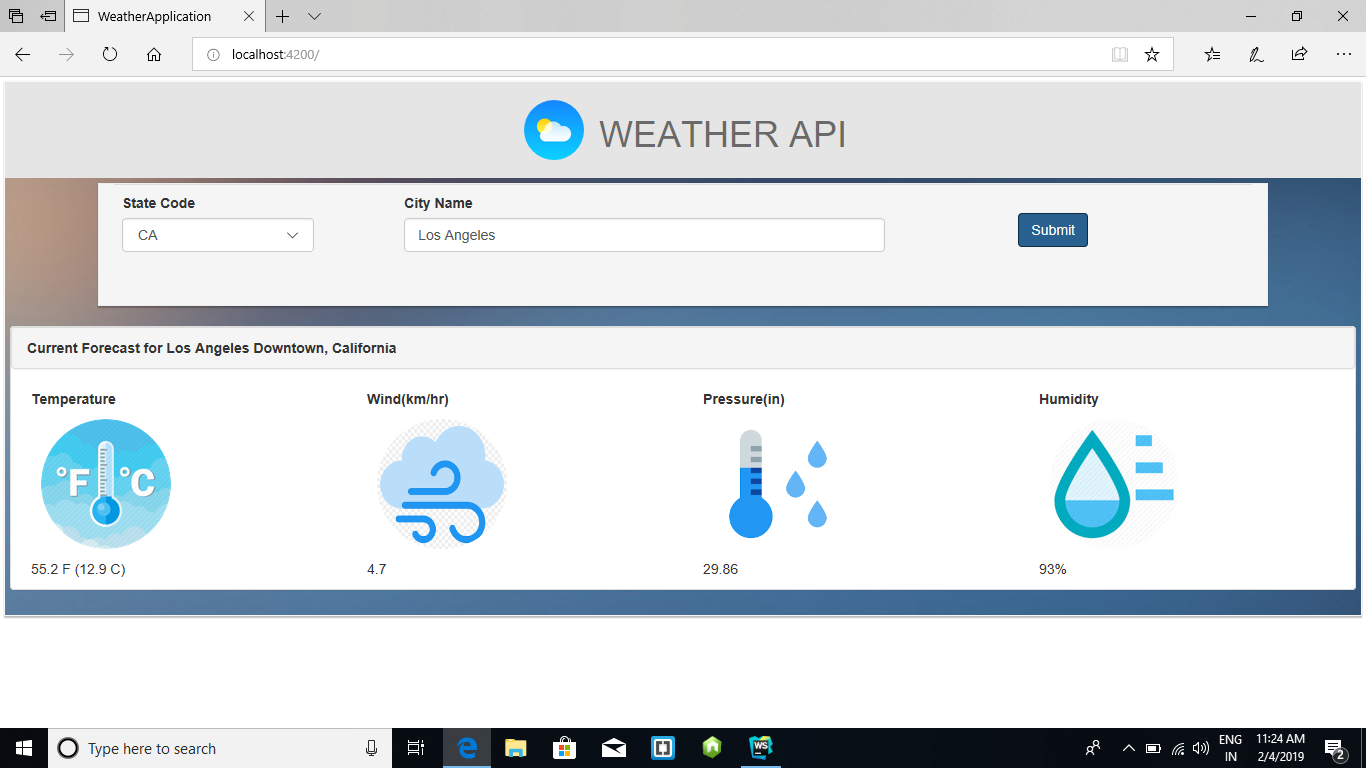 WeatherApplication
localhost:4200/
WEATHER API
State Code
City Name
CA
Los Angeles
Submit
Current Forecast for Los Angeles Downtown, California
Temperature
Wind(km/hr)
Pressure(in)
Humidity
°F °C
55.2 F (12.9 C)
4.7
29.86
93%
Type here to search
WS
ENG
IN
11:24 AM
2/4/2019
2